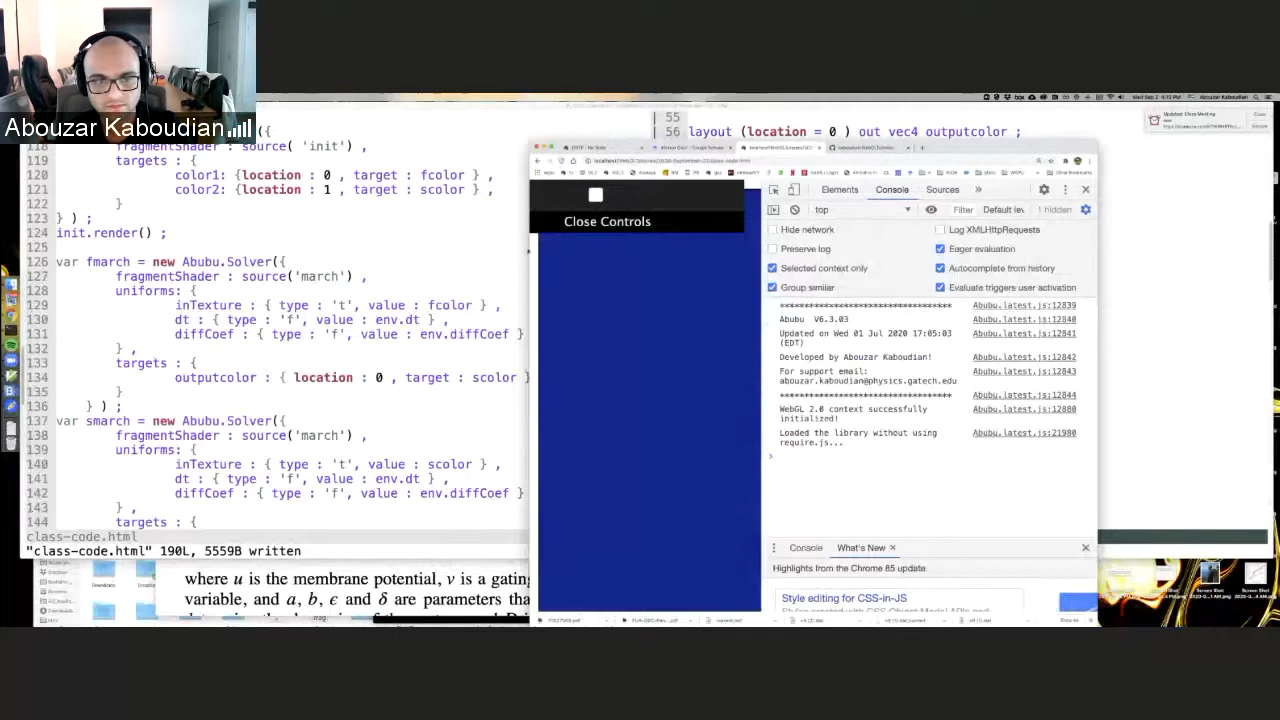 Abouzar Kaboudian
55
56 layout (location = 0 ) out vec4 outputcolor ;
({
118 fragmentShader : source( 'init') ,
119 targets : {
120 color1: {location : 0 , target : fcolor } ,
121 color2: {location : 1 , target : scolor } ,
122 }
123 } ) ;
124 init.render() ;
125
126 var fmarch = new Abubu.Solver({
127 fragmentShader : source('march') ,
128 uniforms: {
129 inTexture : { type : 't', value : fcolor } ,
130 dt : { type : 'f', value : env.dt } ,
131 diffCoef : { type : 'f', value : env.diffCoef }
132 } ,
133 targets : {
134 outputcolor : { location : 0 , target : scolor }
135 }
136 } ) ;
137 var smarch = new Abubu.Solver({
138 fragmentShader : source('march') ,
139 uniforms: {
140 inTexture : { type : 't', value : scolor } ,
141 dt : { type : 'f', value : env.dt } ,
142 diffCoef : { type : 'f', value : env.diffCoef }
143 } ,
144 targets : {
class-code.html
"class-code.html" 190L, 5559B written
where u is the membrane potential, v is a gating
variable, and
and δ are parameters tha
Close Controls
Elements Console Sources »
top Filter Default lev 1 hidden
Hide network Log XMLHttpRequests
Preserve log Eager evaluation
Selected context only Autocomplete from history
Group similar Evaluate triggers user activation
*********************************** Abubu.latest.js:12839
Abubu V6.3.03 Abubu.latest.js:12840
Updated on Wed 01 Jul 2020 17:05:03 Abubu.latest.js:12841
(EDT)
Developed by Abouzar Kaboudian! Abubu.latest.js:12842
For support email: Abubu.latest.js:12843
abouzar.kaboudian@physics.gatech.edu
*********************************** Abubu.latest.js:12844
WebGL 2.0 context successfully Abubu.latest.js:12880
initialized!
Loaded the library without using Abubu.latest.js:21980
require.js...
Console What's New ×
Highlights from the Chrome 85 update
Style editing for CSS-in-JS